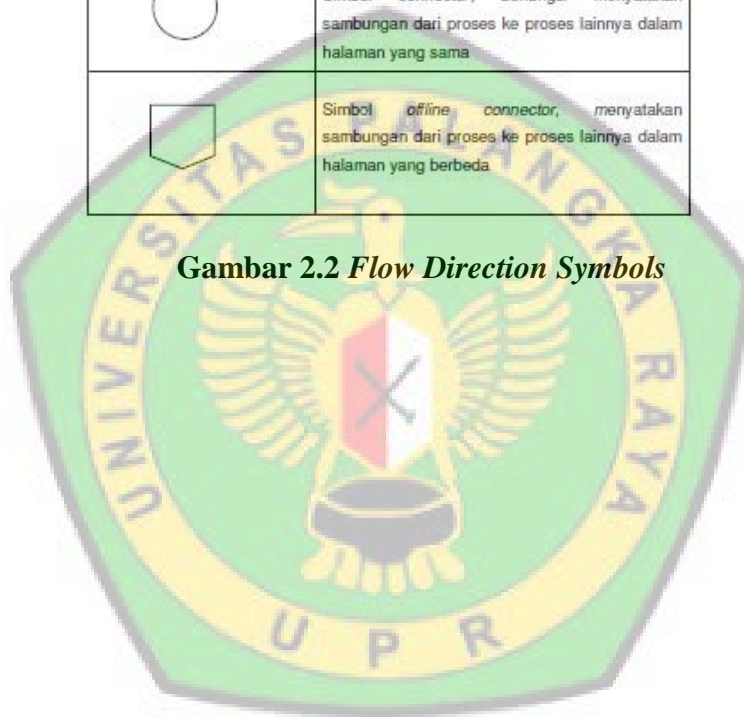 sambungan dari proses ke proses lainnya dalam
halaman yang sama
Simbol offline connector, menyatakan
sambungan dari proses ke proses lainnya dalam
halaman yang berbeda
Gambar 2.2 Flow Direction Symbols
UNIVERSITAS PALANGKA RAYA
UPR